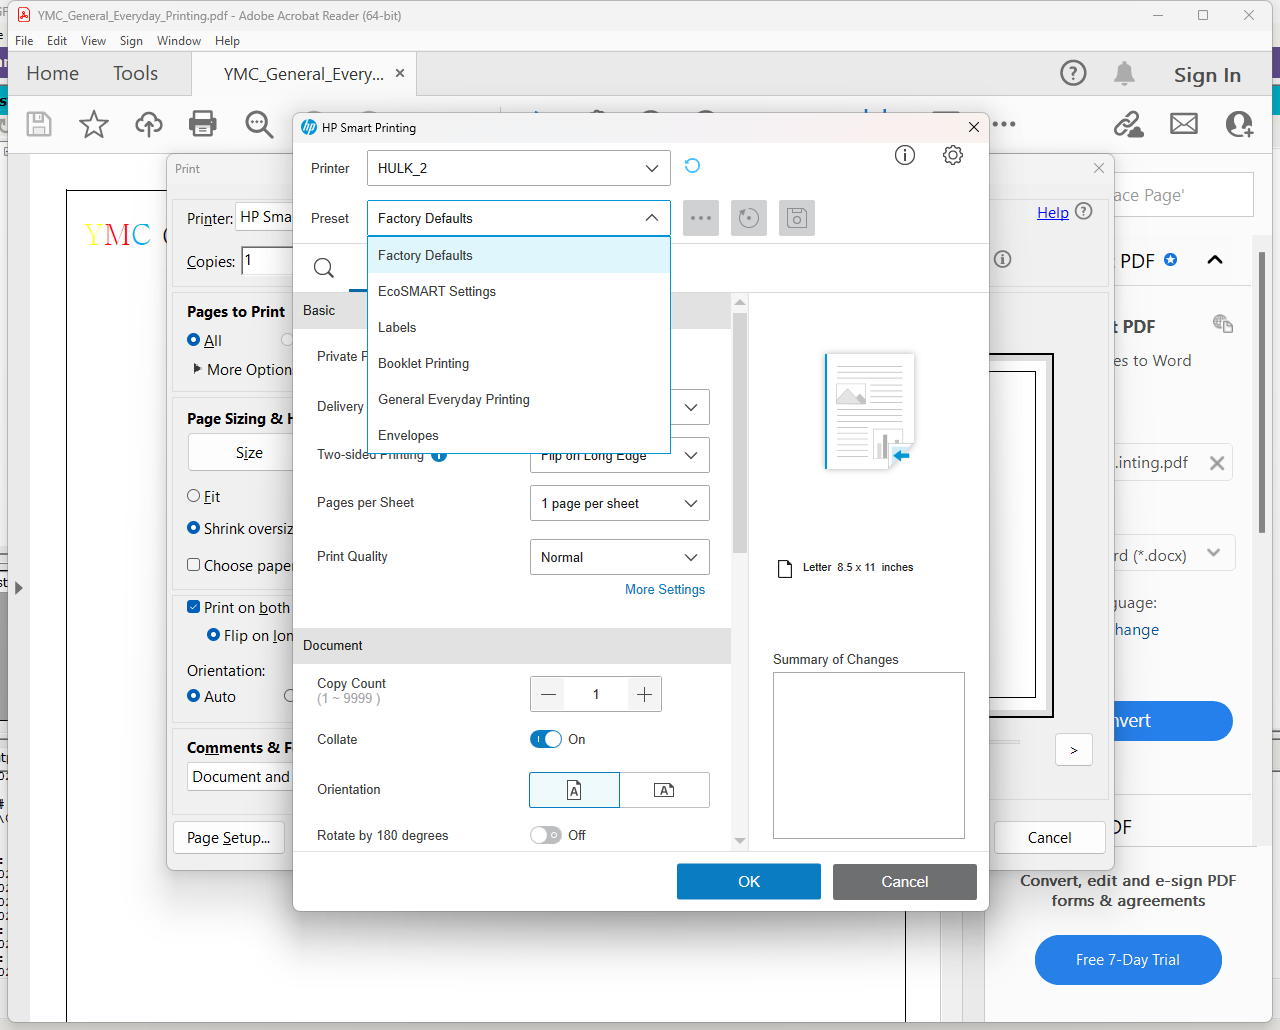 YMC_General_Everyday_Printing.pdf - Adobe Acrobat Reader (64-bit)
File Edit View Sign Window Help
Home Tools YMC_General_Every... × Sign In
HP Smart Printing
Print
Printer HULK_2
Preset Factory Defaults
Factory Defaults
EcoSMART Settings
Labels
Booklet Printing
General Everyday Printing
Envelopes
Basic
Private
Delivery
Two-sided Printing Flip on Long Edge
Pages per Sheet 1 page per sheet
Print Quality Normal
More Settings
Document
Copy Count 1
(1 ~ 9999 )
Collate On
Orientation
Rotate by 180 degrees Off
Letter 8.5 x 11 inches
Summary of Changes
OK Cancel
YMC
Printer: HP Sma
Help
Copies: 1
Pages to Print
All
More Option
Page Sizing & H
Size
Fit
Shrink oversiz
Choose pape
Print on both
Flip on lon
Orientation:
Auto
Comments & F
Document and
Page Setup...
>
Cancel
ace Page'
PDF
t PDF
es to Word
.inting.pdf
rd (*.docx)
guage:
hange
nvert
DF
Convert, edit and e-sign PDF
forms & agreements
Free 7-Day Trial